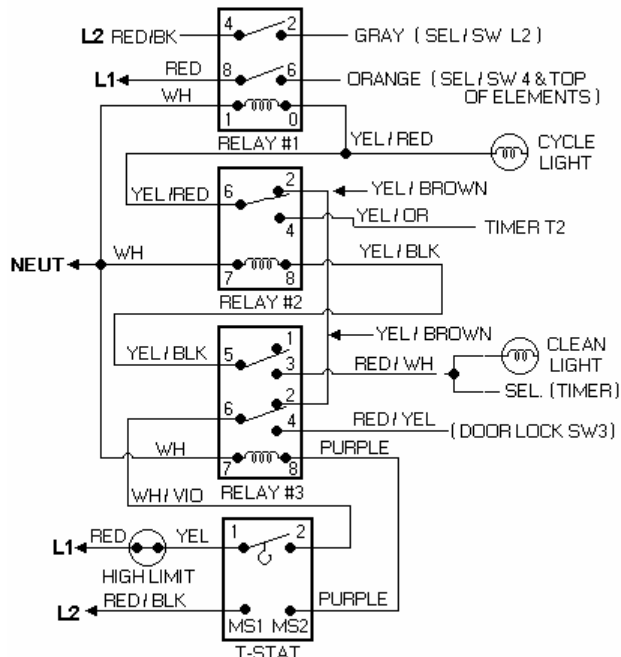 L2 RED/BK 4 2 GRAY ( SEL / SW L2 )
L1 RED 8 6 ORANGE ( SEL / SW 4 & TOP
OF ELEMENTS )
WH 1 0
RELAY #1
YEL / RED
CYCLE
LIGHT
YEL / RED 6 2 YEL / BROWN
4 YEL / OR TIMER T2
NEUT WH 7 8 YEL / BLK
RELAY #2
YEL / BROWN
YEL / BLK 5 1
3 RED / WH
CLEAN
LIGHT
SEL. (TIMER)
6 2
4 RED / YEL (DOOR LOCK SW3)
WH 7 8 PURPLE
RELAY #3
WH / VIO
L1 RED YEL 1 2
HIGH LIMIT
L2 RED / BLK MS1 MS2 PURPLE
T-STAT